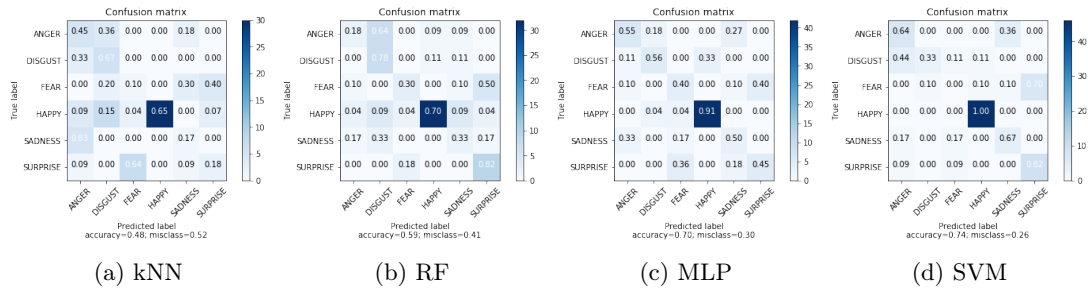 Confusion matrix
30
25
20
15
10
5
0
True label
ANGER 0.45 0.36 0.00 0.00 0.18 0.00
DISGUST 0.33 0.67 0.00 0.00 0.00 0.00
FEAR 0.00 0.20 0.10 0.00 0.30 0.40
HAPPY 0.09 0.15 0.04 0.65 0.00 0.07
SADNESS 0.83 0.00 0.00 0.00
SURPRISE 0.09 0.00 0.64 0.00 0.09 0.18
ANGER DISGUST FEAR HAPPY SADNESS SURPRISE
Predicted label
accuracy=0.48; misclass=0.52
(a) kNN
Confusion matrix
30
25
20
15
10
5
0
True label
ANGER 0.18 0.64 0.00 0.09 0.09 0.00
DISGUST 0.00 0.78 0.00 0.11 0.11 0.00
FEAR 0.10 0.00 0.30 0.10 0.00 0.50
HAPPY 0.04 0.09 0.04 0.70 0.09 0.04
SADNESS 0.17 0.33 0.00 0.00 0.33 0.17
SURPRISE 0.00 0.00 0.18 0.00 0.00 0.82
ANGER DISGUST FEAR HAPPY SADNESS SURPRISE
Predicted label
accuracy=0.59; misclass=0.41
(b) RF
Confusion matrix
40
35
30
25
20
15
10
5
0
True label
ANGER 0.55 0.18 0.00 0.00 0.27 0.00
DISGUST 0.11 0.56 0.00 0.33 0.00 0.00
FEAR 0.10 0.00 0.40 0.10 0.00 0.40
HAPPY 0.00 0.04 0.04 0.91 0.00 0.00
SADNESS 0.33 0.00 0.17 0.00 0.50 0.00
SURPRISE 0.00 0.00 0.36 0.00 0.18 0.45
ANGER DISGUST FEAR HAPPY SADNESS SURPRISE
Predicted label
accuracy=0.70; misclass=0.30
(c) MLP
Confusion matrix
40
30
20
10
0
True label
ANGER 0.64 0.00 0.00 0.00 0.36 0.00
DISGUST 0.44 0.33 0.11 0.11 0.00 0.00
FEAR 0.00 0.00 0.10 0.10 0.10 0.70
HAPPY 0.00 0.00 0.00 1.00 0.00 0.00
SADNESS 0.17 0.00 0.17 0.00 0.67 0.00
SURPRISE 0.09 0.00 0.09 0.00 0.00 0.82
ANGER DISGUST FEAR HAPPY SADNESS SURPRISE
Predicted label
accuracy=0.74; misclass=0.26
(d) SVM